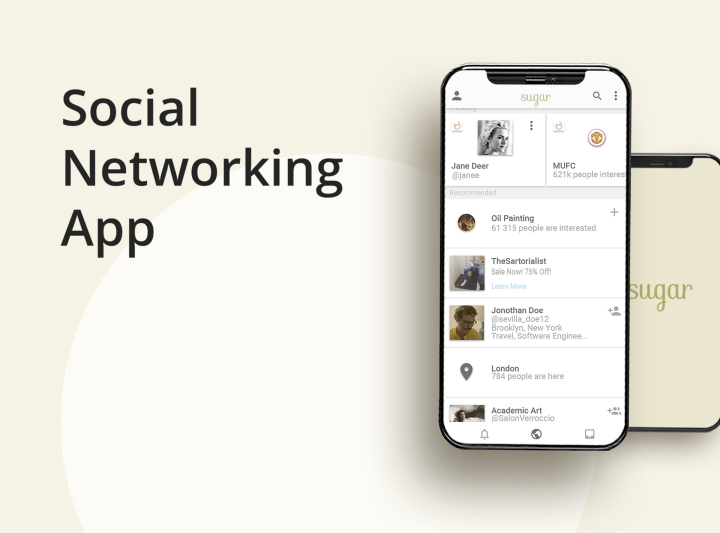 Social
Networking
App
sugar
Trending
Jane Deer
@janee
MUFC
621k people interest
Recommended
Oil Painting
61 315 people are interested
TheSartorialist
Sale Now! 75% Off!
Learn More
Jonothan Doe
@sevilla_doe12
Brooklyn, New York
Travel, Software Enginee...
London
784 people are here
Academic Art
@SalonVerroccio
sugar